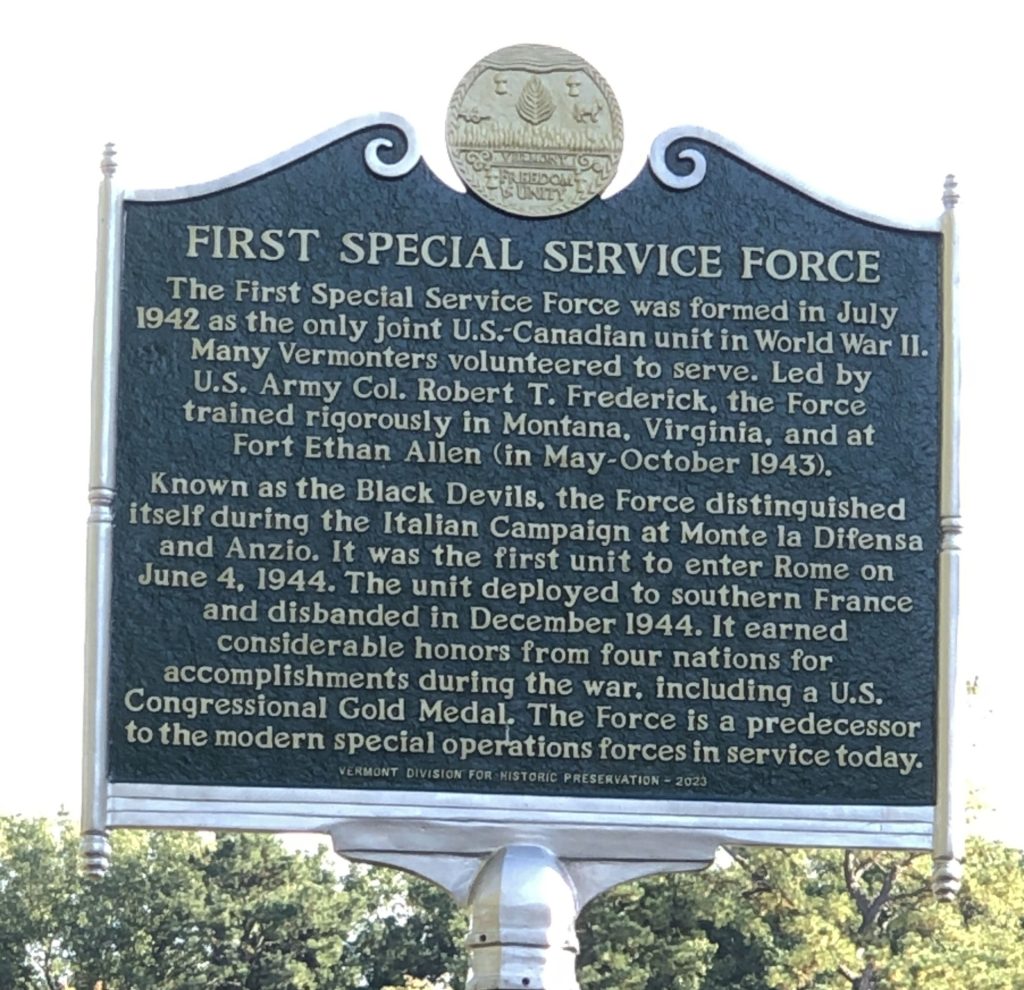 VERMONT
FREEDOM
& UNITY
FIRST SPECIAL SERVICE FORCE
The First Special Service Force was formed in July
1942 as the only joint U.S.-Canadian unit in World War II.
Many Vermonters volunteered to serve. Led by
U.S. Army Col. Robert T. Frederick, the Force
trained rigorously in Montana, Virginia, and at
Fort Ethan Allen (in May-October 1943).
Known as the Black Devils, the Force distinguished
itself during the Italian Campaign at Monte la Difensa
and Anzio. It was the first unit to enter Rome on
June 4, 1944. The unit deployed to southern France
and disbanded in December 1944. It earned
considerable honors from four nations for
accomplishments during the war, including a U.S.
Congressional Gold Medal. The Force is a predecessor
to the modern special operations forces in service today.
VERMONT DIVISION FOR HISTORIC PRESERVATION – 2023